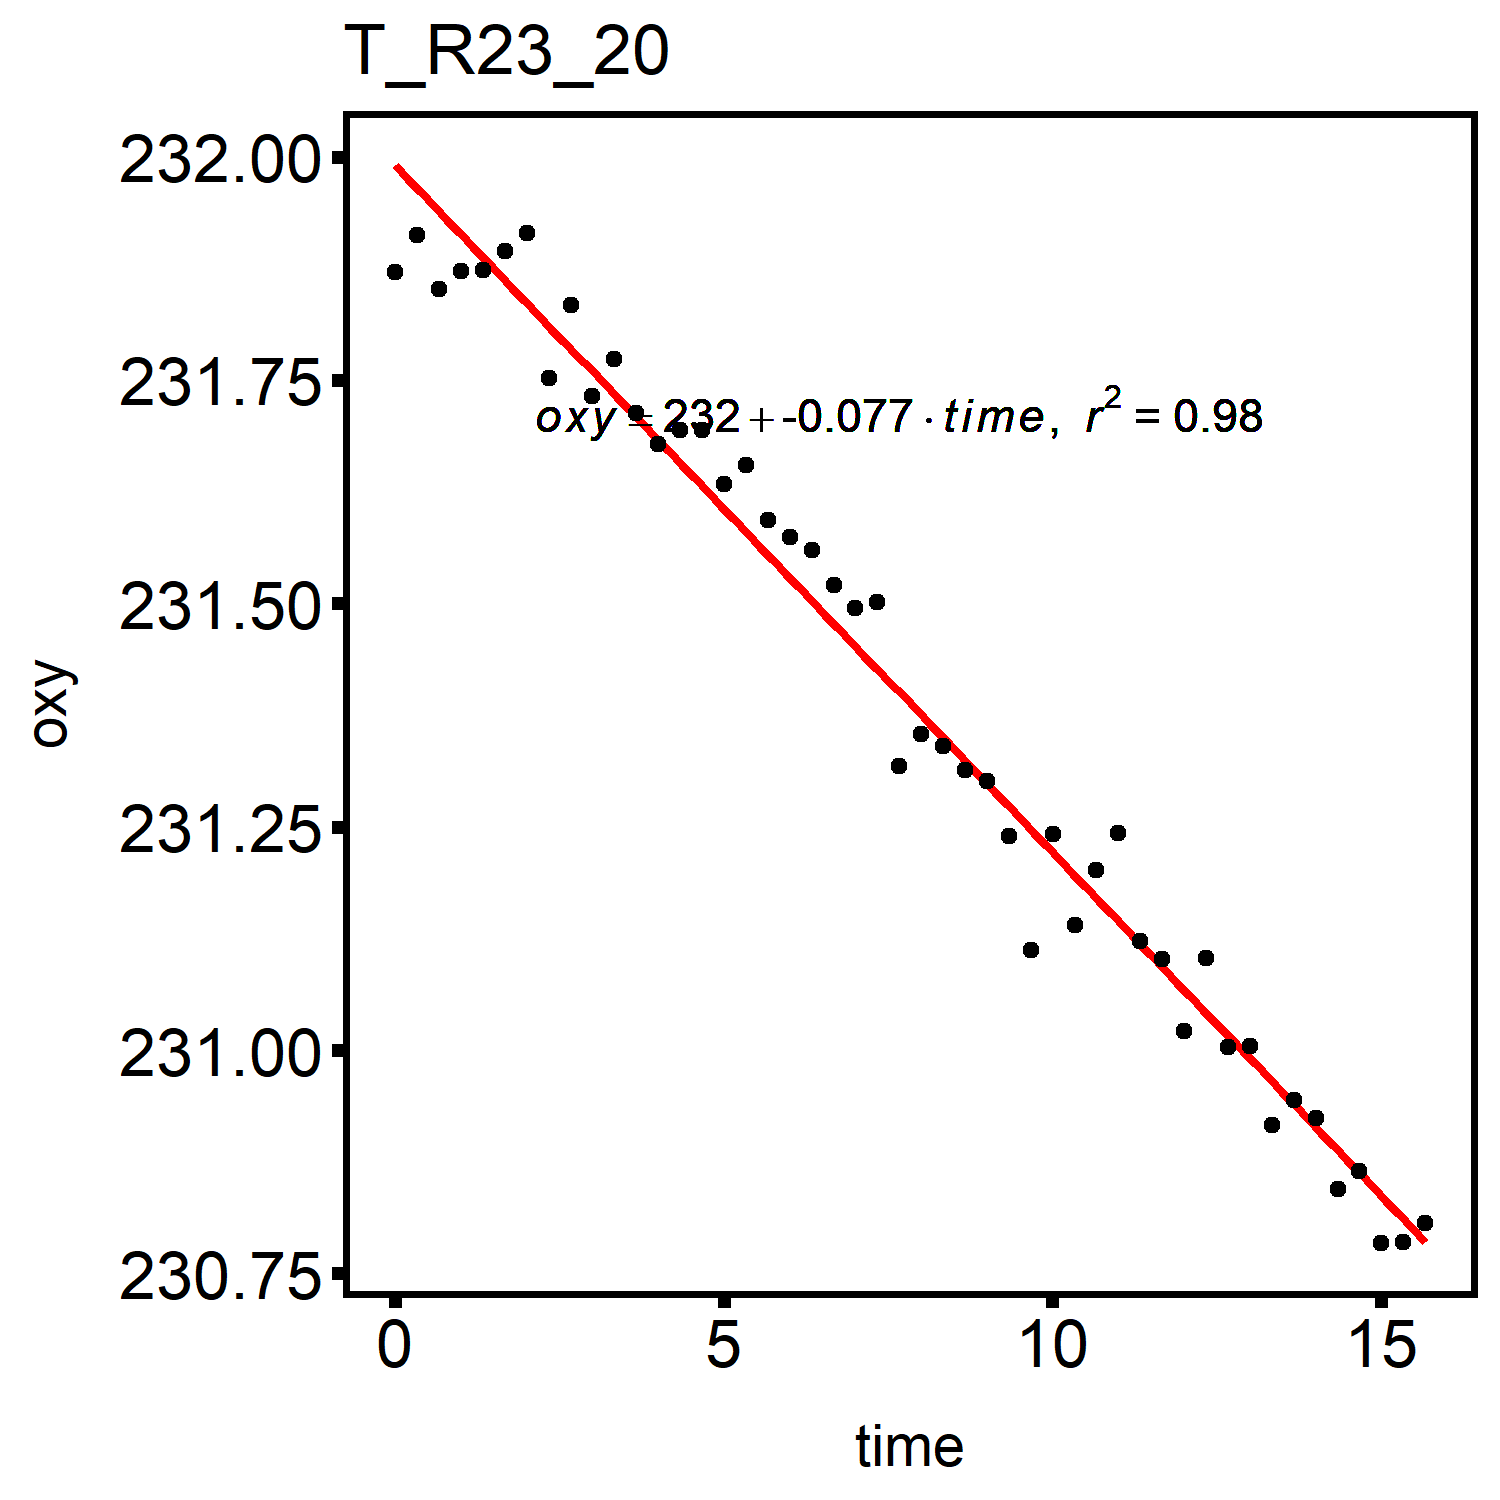 T_R23_20
232.00
231.75
oxy = 232 + -0.077 · time, r² = 0.98
231.50
oxy
231.25
231.00
230.75
0 5 10 15
time